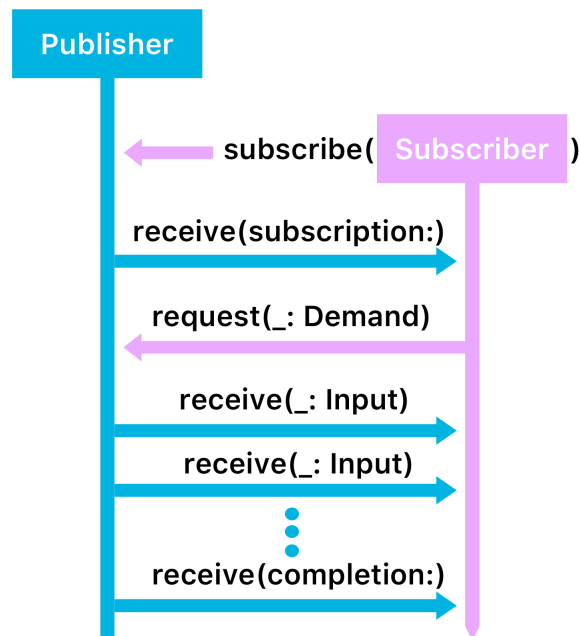 Publisher
subscribe( Subscriber )
receive(subscription:)
request(_: Demand)
receive(_: Input)
receive(_: Input)
receive(completion:)